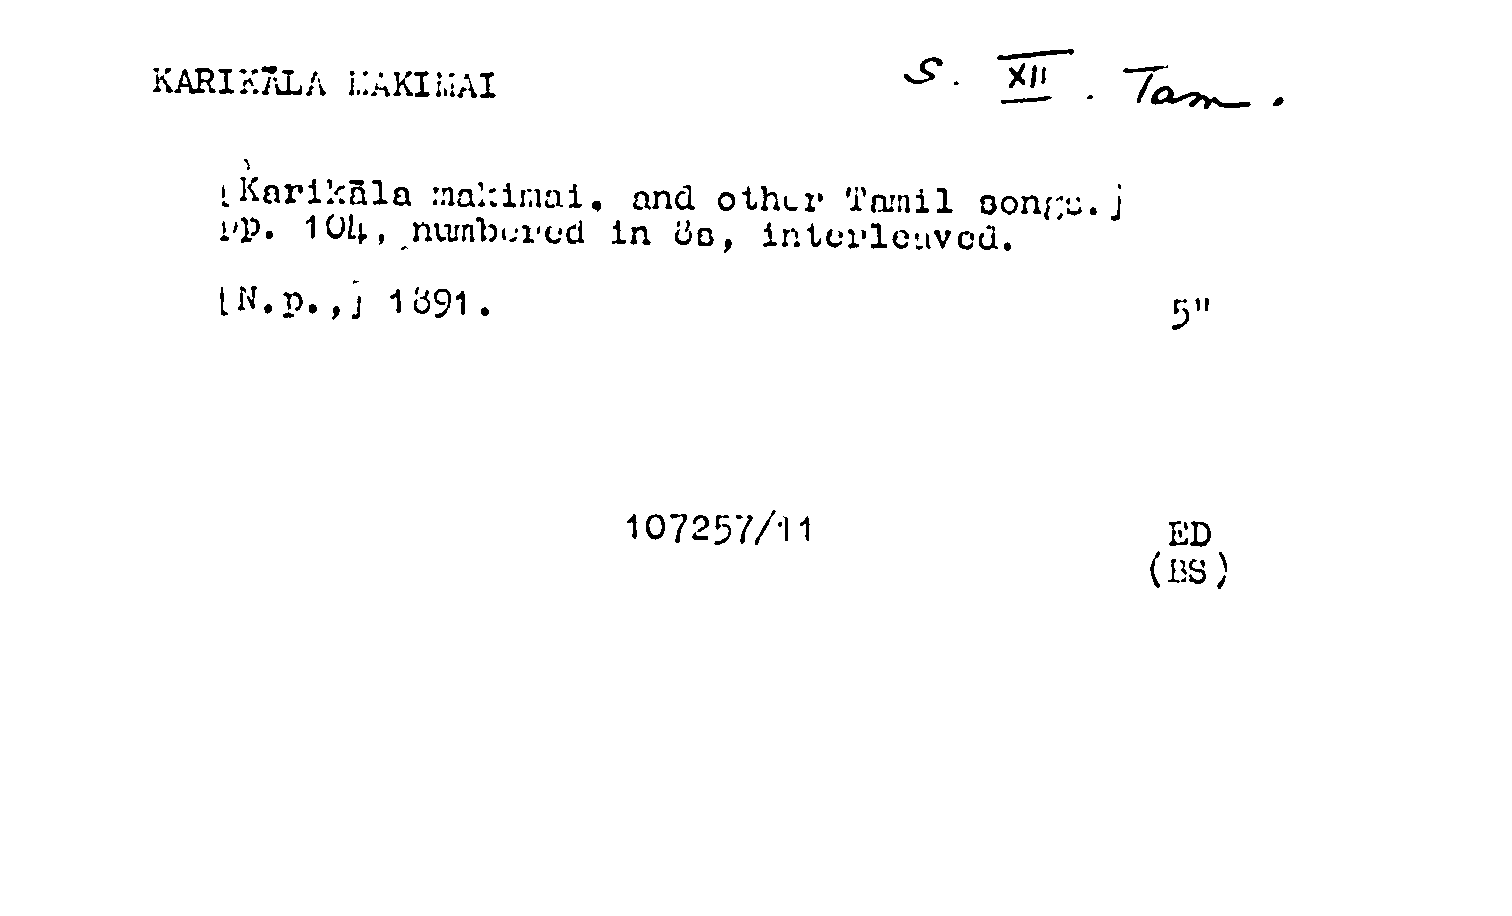 KARIKĀLA MAKIMAI
S. XII. Tam.
[Karikāla makimai, and other Tamil songs.]
pp. 104, numbered in 8s, interleaved.
[N.p.,] 1891.
5"
107257/11
ED
(BS)